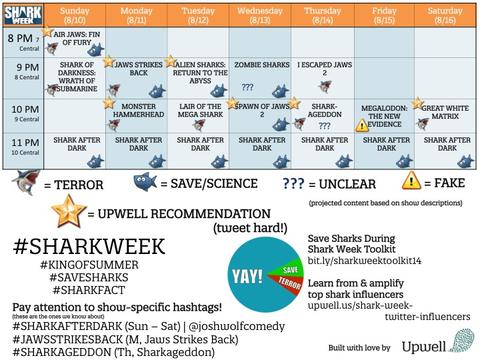 SHARK
WEEK
Sunday
(8/10)
Monday
(8/11)
Tuesday
(8/12)
Wednesday
(8/13)
Thursday
(8/14)
Friday
(8/15)
Saturday
(8/16)
8 PM 7
Central
AIR JAWS: FIN
OF FURY
9 PM
8 Central
SHARK OF
DARKNESS:
WRATH OF
SUBMARINE
JAWS STRIKES
BACK
ALIEN SHARKS:
RETURN TO THE
ABYSS
ZOMBIE SHARKS
???
I ESCAPED JAWS
2
10 PM
9 Central
MONSTER
HAMMERHEAD
LAIR OF THE
MEGA SHARK
SPAWN OF JAWS
2
SHARK-
AGEDDON
???
MEGALODON:
THE NEW
EVIDENCE
GREAT WHITE
MATRIX
11 PM
10 Central
SHARK AFTER
DARK
SHARK AFTER
DARK
SHARK AFTER
DARK
SHARK AFTER
DARK
SHARK AFTER
DARK
SHARK AFTER
DARK
SHARK AFTER
DARK
= TERROR
= SAVE/SCIENCE
??? = UNCLEAR
= FAKE
(projected content based on show descriptions)
= UPWELL RECOMMENDATION
(tweet hard!)
#SHARKWEEK
#KINGOFSUMMER
#SAVESHARKS
#SHARKFACT
Pay attention to show-specific hashtags!
(these are the ones we know about)
#SHARKAFTERDARK (Sun – Sat) | @joshwolfcomedy
#JAWSSTRIKESBACK (M, Jaws Strikes Back)
#SHARKAGEDDON (Th, Sharkageddon)
YAY!
SAVE
TERROR
Save Sharks During
Shark Week Toolkit
bit.ly/sharkweektoolkit14
Learn from & amplify
top shark influencers
upwell.us/shark-week-
twitter-influencers
Built with love by Upwell